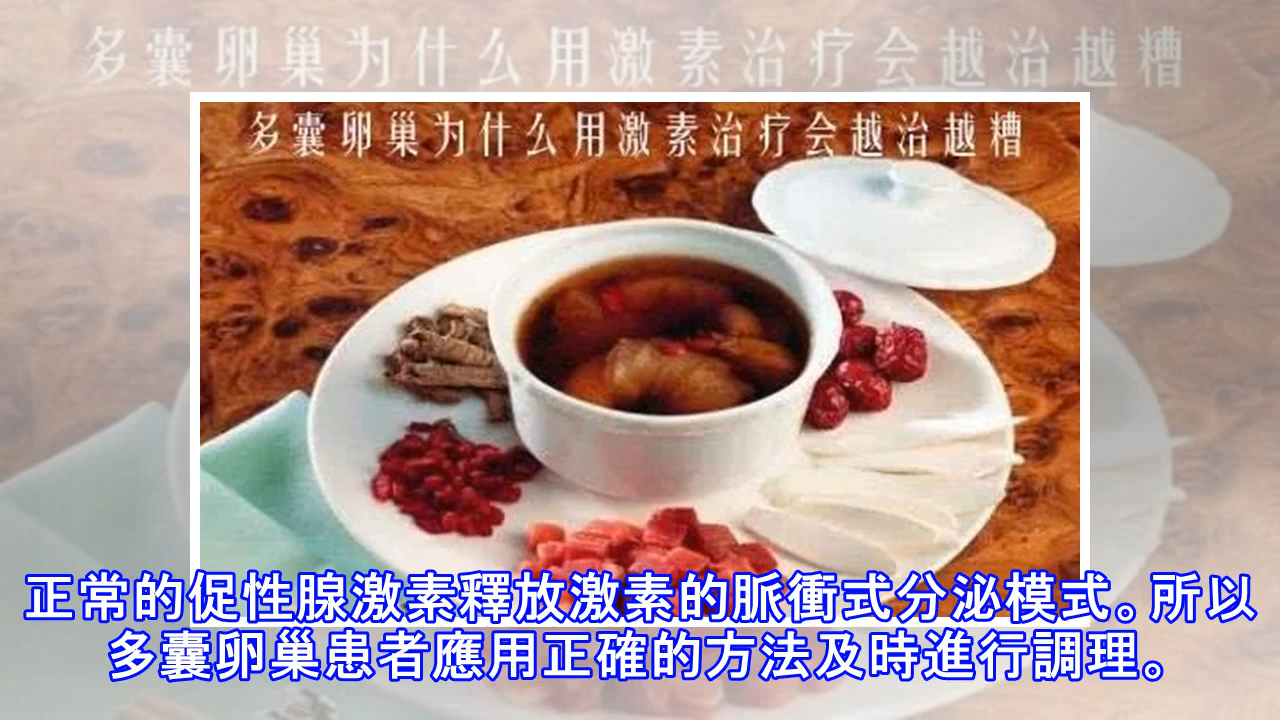 多囊卵巢为什么用激素治疗会越治越糟
多囊卵巢为什么用激素治疗会越治越糟
正常的促性腺激素釋放激素的脈衝式分泌模式。所以
多囊卵巢患者應用正確的方法及時進行調理。